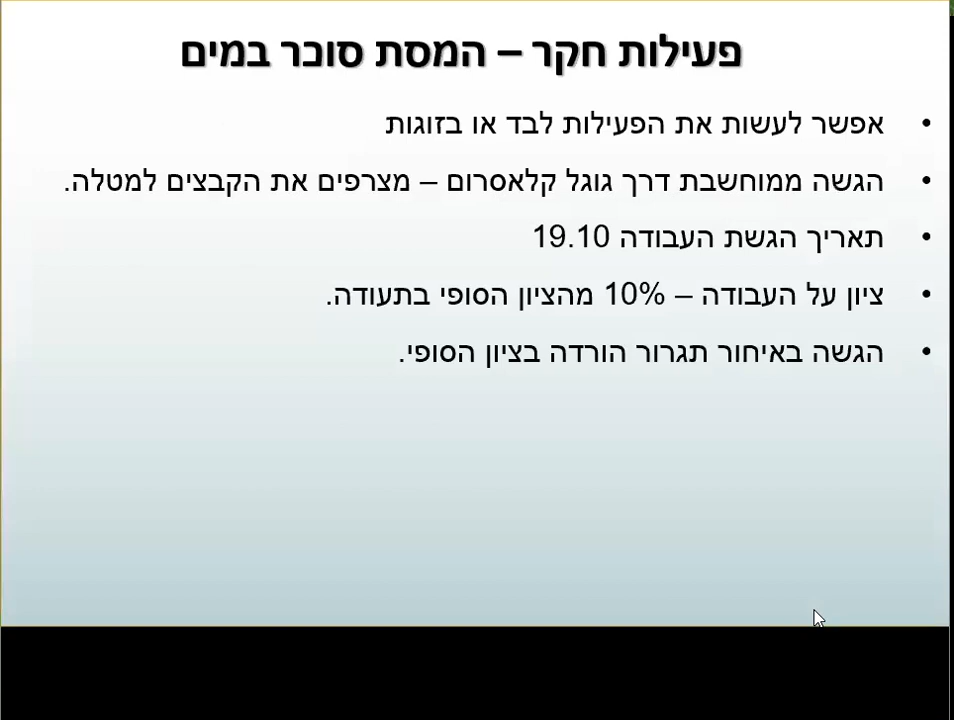 פעילות חקר – המסת סוכר במים
• אפשר לעשות את הפעילות לבד או בזוגות
• הגשה ממוחשבת דרך גוגל קלאסרום – מצרפים את הקבצים למטלה.
• תאריך הגשת העבודה 19.10
• ציון על העבודה – 10% מהציון הסופי בתעודה.
• הגשה באיחור תגרור הורדה בציון הסופי.